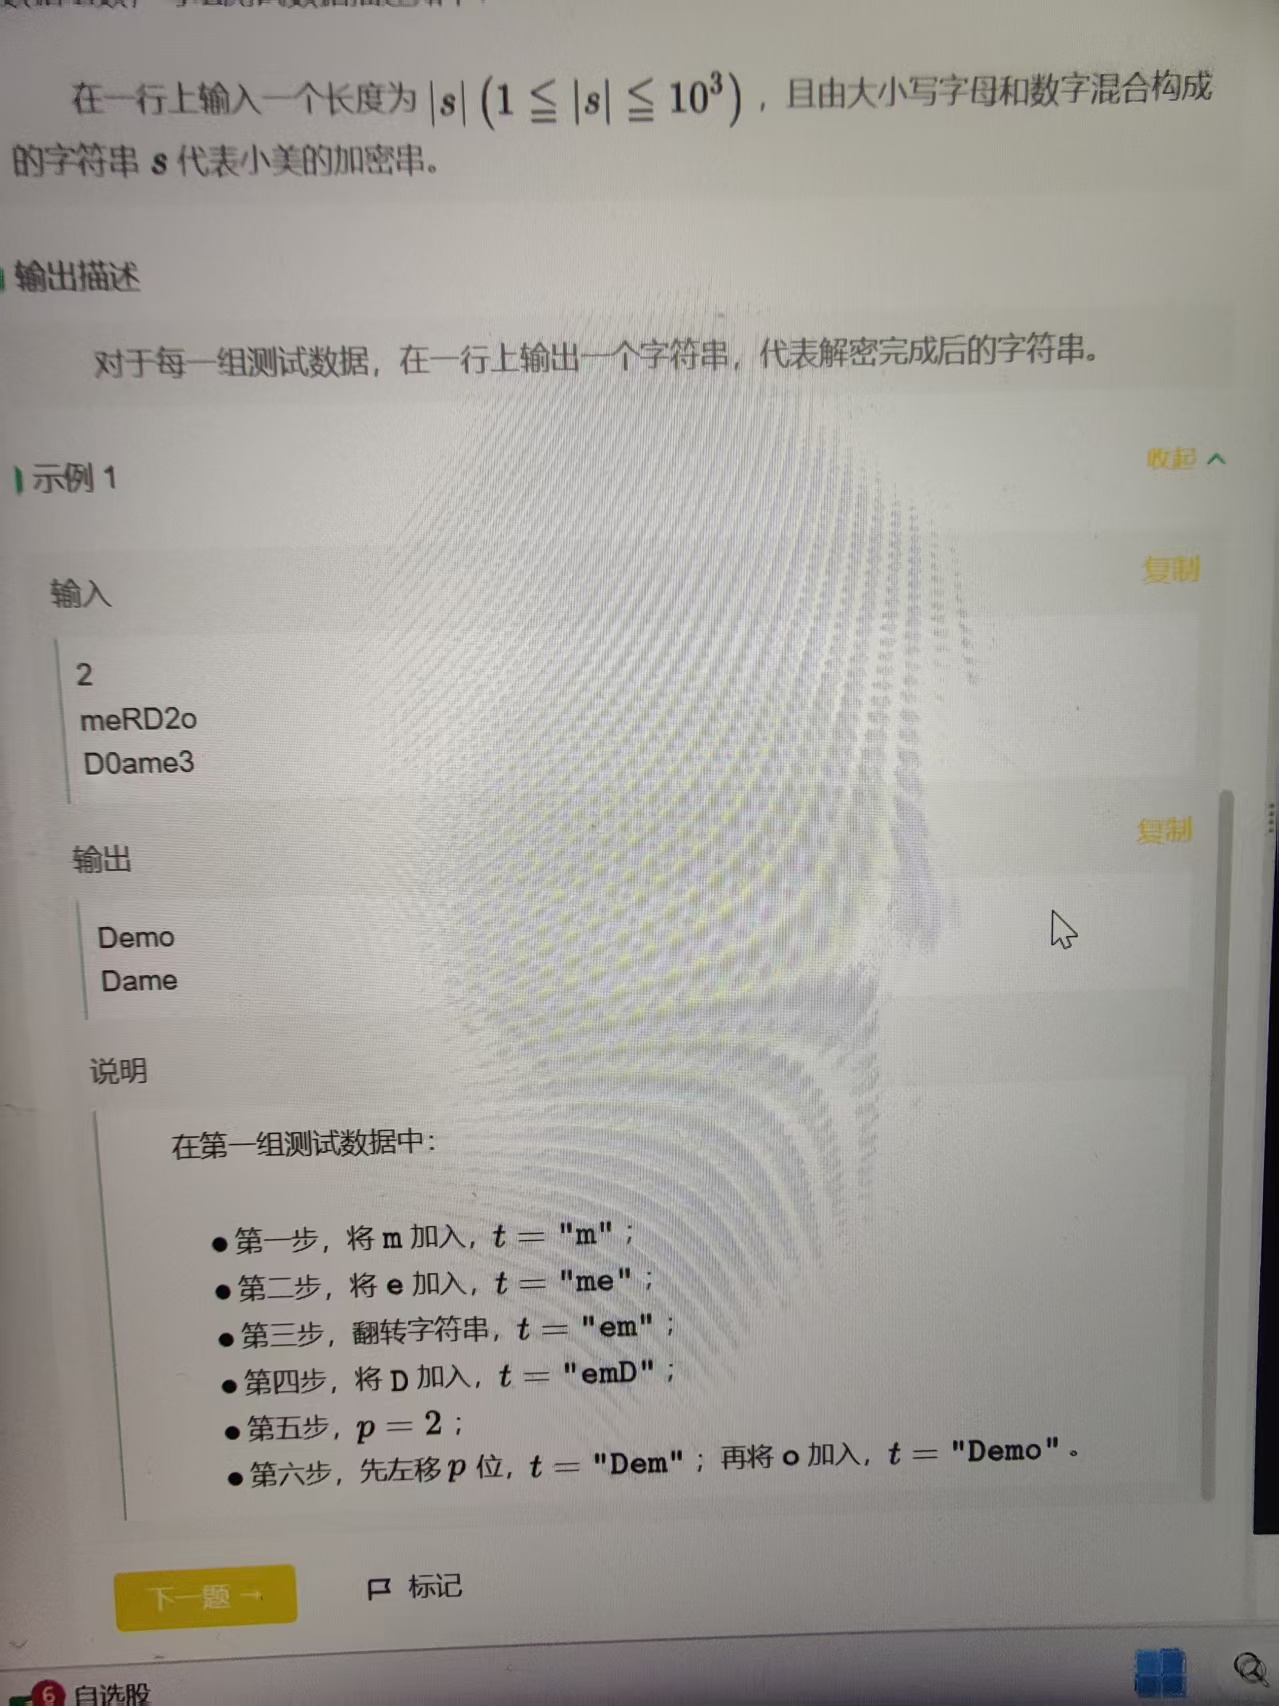 在一行上输入一个长度为 |s| (1 ≦ |s| ≦ 10³)，且由大小写字母和数字混合构成
的字符串 s 代表小美的加密串。
输出描述
对于每一组测试数据，在一行上输出一个字符串，代表解密完成后的字符串。
示例 1
收起
输入
复制
2
meRD2o
D0ame3
输出
复制
Demo
Dame
说明
在第一组测试数据中：
●第一步，将 m 加入，t = "m"；
●第二步，将 e 加入，t = "me"；
●第三步，翻转字符串，t = "em"；
●第四步，将 D 加入，t = "emD"；
●第五步，p = 2；
●第六步，先左移 p 位，t = "Dem"；再将 o 加入，t = "Demo"。
下一题 →
标记
6
自选股